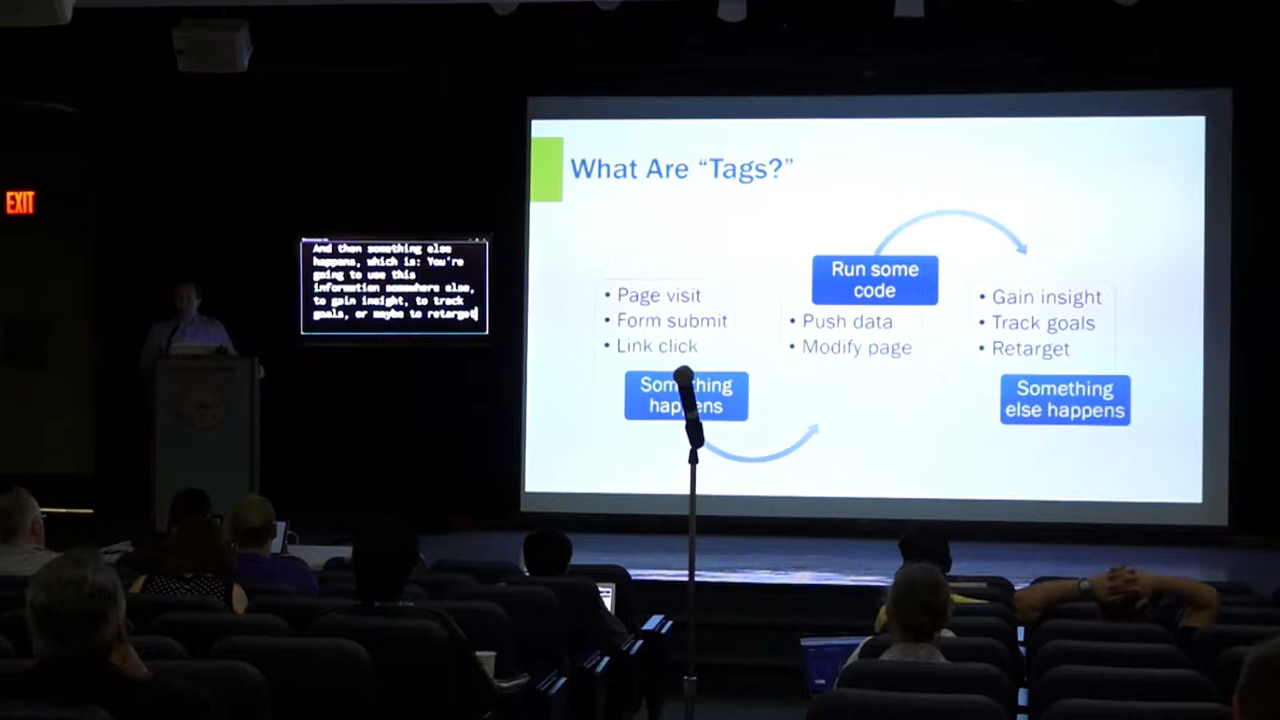 EXIT
And then something else
happens, which is: You're
going to use this
information somewhere else,
to gain insight, to track
goals, or maybe to retarget
What Are “Tags?”
• Page visit
• Form submit
• Link click
Something
happens
Run some
code
• Push data
• Modify page
• Gain insight
• Track goals
• Retarget
Something
else happens